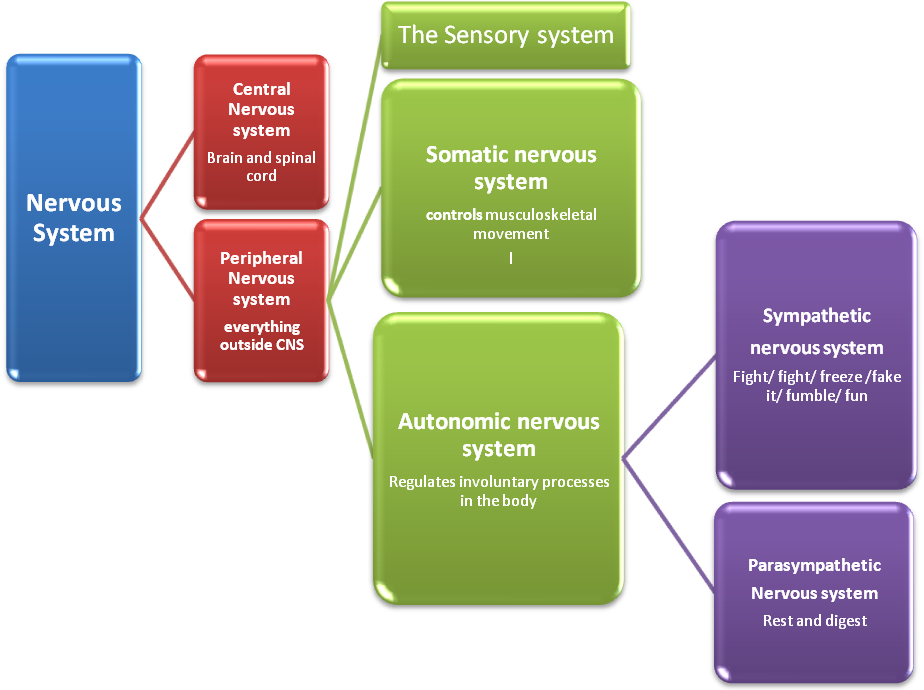 Nervous
System
Central
Nervous
system
Brain and spinal
cord
Peripheral
Nervous
system
everything
outside CNS
The Sensory system
Somatic nervous
system
controls musculoskeletal
movement
l
Autonomic nervous
system
Regulates involuntary processes
in the body
Sympathetic
nervous system
Fight/ fight/ freeze /fake
it/ fumble/ fun
Parasympathetic
Nervous system
Rest and digest